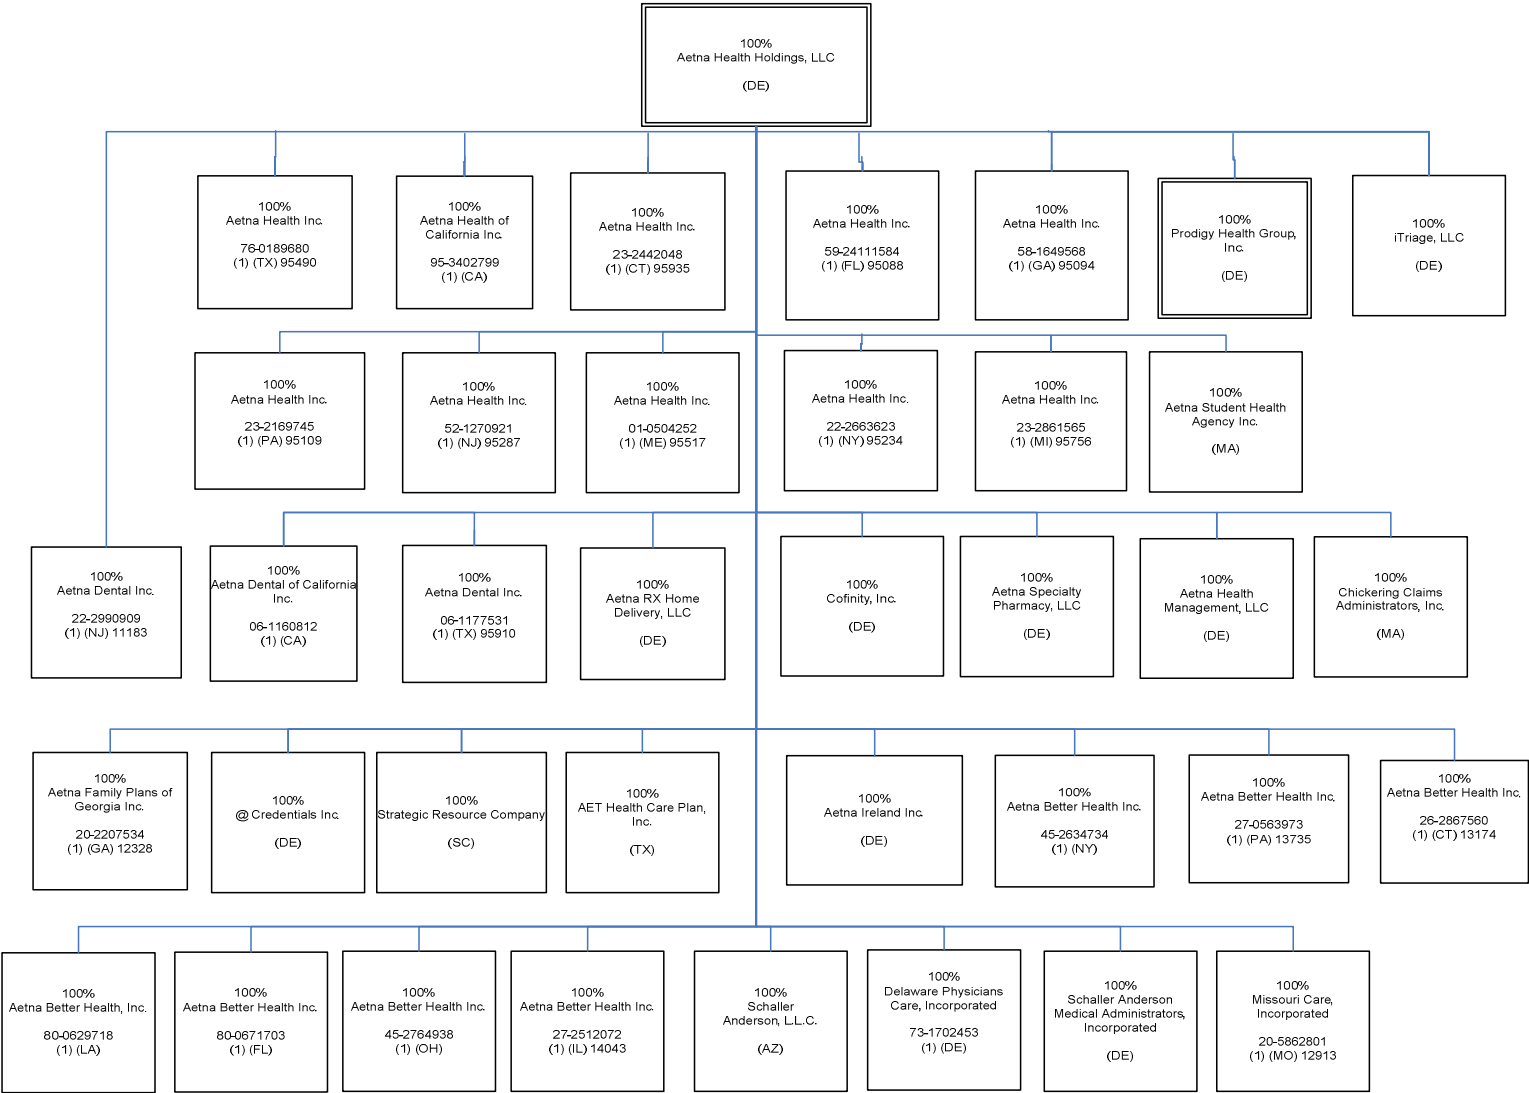 100%
Aetna Health Holdings, LLC
(DE)
100%
Aetna Health Inc.
76-0189680
(1) (TX) 95490
100%
Aetna Health of
California Inc.
95-3402799
(1) (CA)
100%
Aetna Health Inc.
23-2442048
(1) (CT) 95935
100%
Aetna Health Inc.
59-24111584
(1) (FL) 95088
100%
Aetna Health Inc.
58-1649568
(1) (GA) 95094
100%
Prodigy Health Group,
Inc.
(DE)
100%
iTriage, LLC
(DE)
100%
Aetna Health Inc.
23-2169745
(1) (PA) 95109
100%
Aetna Health Inc.
52-1270921
(1) (NJ) 95287
100%
Aetna Health Inc.
01-0504252
(1) (ME) 95517
100%
Aetna Health Inc.
22-2663623
(1) (NY) 95234
100%
Aetna Health Inc.
23-2861565
(1) (MI) 95756
100%
Aetna Student Health
Agency Inc.
(MA)
100%
Aetna Dental Inc.
22-2990909
(1) (NJ) 11183
100%
Aetna Dental of California
Inc.
06-1160812
(1) (CA)
100%
Aetna Dental Inc.
06-1177531
(1) (TX) 95910
100%
Aetna RX Home
Delivery, LLC
(DE)
100%
Cofinity, Inc.
(DE)
100%
Aetna Specialty
Pharmacy, LLC
(DE)
100%
Aetna Health
Management, LLC
(DE)
100%
Chickering Claims
Administrators, Inc.
(MA)
100%
Aetna Family Plans of
Georgia Inc.
20-2207534
(1) (GA) 12328
100%
@ Credentials Inc.
(DE)
100%
Strategic Resource Company
(SC)
100%
AET Health Care Plan,
Inc.
(TX)
100%
Aetna Ireland Inc.
(DE)
100%
Aetna Better Health Inc.
45-2634734
(1) (NY)
100%
Aetna Better Health Inc.
27-0563973
(1) (PA) 13735
100%
Aetna Better Health Inc.
26-2867560
(1) (CT) 13174
100%
Aetna Better Health, Inc.
80-0629718
(1) (LA)
100%
Aetna Better Health Inc.
80-0671703
(1) (FL)
100%
Aetna Better Health Inc.
45-2764938
(1) (OH)
100%
Aetna Better Health Inc.
27-2512072
(1) (IL) 14043
100%
Schaller
Anderson, L.L.C.
(AZ)
100%
Delaware Physicians
Care, Incorporated
73-1702453
(1) (DE)
100%
Schaller Anderson
Medical Administrators,
Incorporated
(DE)
100%
Missouri Care,
Incorporated
20-5862801
(1) (MO) 12913